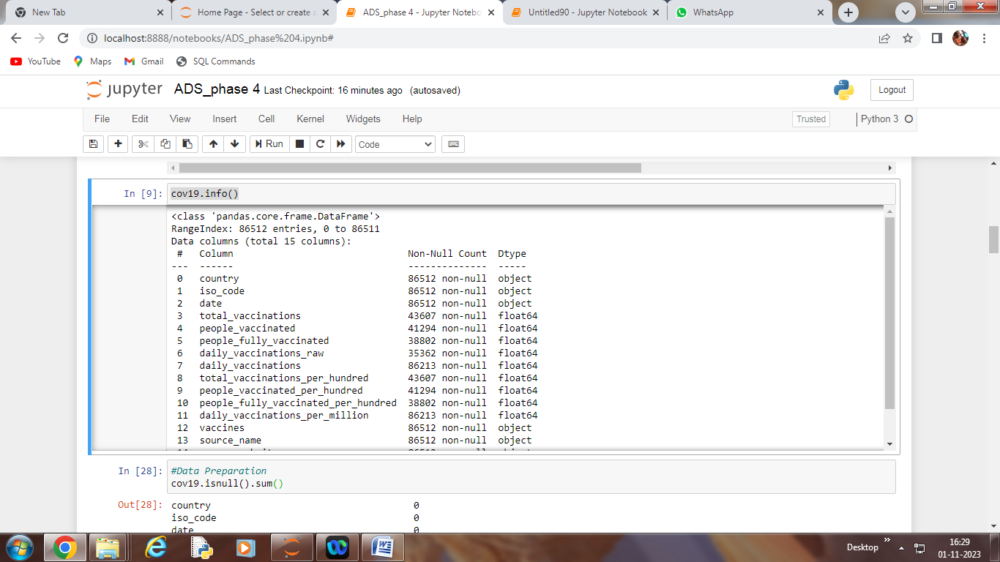 New Tab
Home Page - Select or create a
ADS_phase 4 - Jupyter Notebo
Untitled90 - Jupyter Notebook
WhatsApp
localhost:8888/notebooks/ADS_phase%204.ipynb#
YouTube Maps Gmail SQL Commands
jupyter ADS_phase 4 Last Checkpoint: 16 minutes ago (autosaved)
Logout
File Edit View Insert Cell Kernel Widgets Help
Trusted
Python 3
Run
Code
In [9]: cov19.info()
<class 'pandas.core.frame.DataFrame'>
RangeIndex: 86512 entries, 0 to 86511
Data columns (total 15 columns):
# Column Non-Null Count Dtype
--- ------ -------------- -----
0 country 86512 non-null object
1 iso_code 86512 non-null object
2 date 86512 non-null object
3 total_vaccinations 43607 non-null float64
4 people_vaccinated 41294 non-null float64
5 people_fully_vaccinated 38802 non-null float64
6 daily_vaccinations_raw 35362 non-null float64
7 daily_vaccinations 86213 non-null float64
8 total_vaccinations_per_hundred 43607 non-null float64
9 people_vaccinated_per_hundred 41294 non-null float64
10 people_fully_vaccinated_per_hundred 38802 non-null float64
11 daily_vaccinations_per_million 86213 non-null float64
12 vaccines 86512 non-null object
13 source_name 86512 non-null object
In [28]: #Data Preparation
cov19.isnull().sum()
Out[28]: country 0
iso_code 0
date 0
Desktop
16:29
01-11-2023